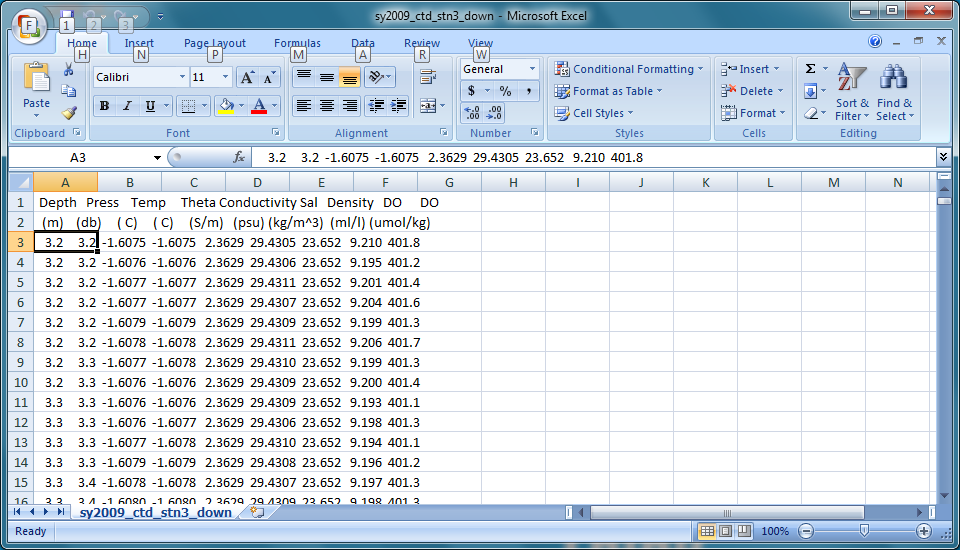 sy2009_ctd_stn3_down - Microsoft Excel
F 1 2 3
Home Insert Page Layout Formulas Data Review View
H N P M A R W
Paste
Calibri 11 A A
General
B I U A
$ % ,
.0 .00 .00 .0
Conditional Formatting
Format as Table
Cell Styles
Insert
Delete
Format
Σ
Sort & Filter
Find & Select
Clipboard Font Alignment Number Styles Cells Editing
A3 fx 3.2 3.2 -1.6075 -1.6075 2.3629 29.4305 23.652 9.210 401.8
A B C D E F G H I J K L M N
1 Depth Press Temp Theta Conductivity Sal Density DO DO
2 (m) (db) ( C) ( C) (S/m) (psu) (kg/m^3) (ml/l) (umol/kg)
3 3.2 3.2 -1.6075 -1.6075 2.3629 29.4305 23.652 9.210 401.8
4 3.2 3.2 -1.6076 -1.6076 2.3629 29.4306 23.652 9.195 401.2
5 3.2 3.2 -1.6077 -1.6077 2.3629 29.4311 23.652 9.201 401.4
6 3.2 3.2 -1.6077 -1.6077 2.3629 29.4307 23.652 9.204 401.6
7 3.2 3.2 -1.6079 -1.6079 2.3629 29.4309 23.652 9.199 401.3
8 3.2 3.2 -1.6078 -1.6078 2.3629 29.4311 23.652 9.206 401.7
9 3.2 3.3 -1.6077 -1.6078 2.3629 29.4310 23.652 9.199 401.3
10 3.2 3.3 -1.6076 -1.6076 2.3629 29.4309 23.652 9.200 401.4
11 3.3 3.3 -1.6076 -1.6076 2.3629 29.4309 23.652 9.193 401.1
12 3.3 3.3 -1.6076 -1.6077 2.3629 29.4306 23.652 9.198 401.3
13 3.3 3.3 -1.6077 -1.6078 2.3629 29.4310 23.652 9.194 401.1
14 3.3 3.3 -1.6079 -1.6079 2.3629 29.4308 23.652 9.196 401.2
15 3.3 3.4 -1.6078 -1.6078 2.3629 29.4307 23.652 9.197 401.3
16 3.3 3.4 -1.6080 -1.6080 2.3629 29.4309 23.652 9.198 401.3
sy2009_ctd_stn3_down
Ready 100%